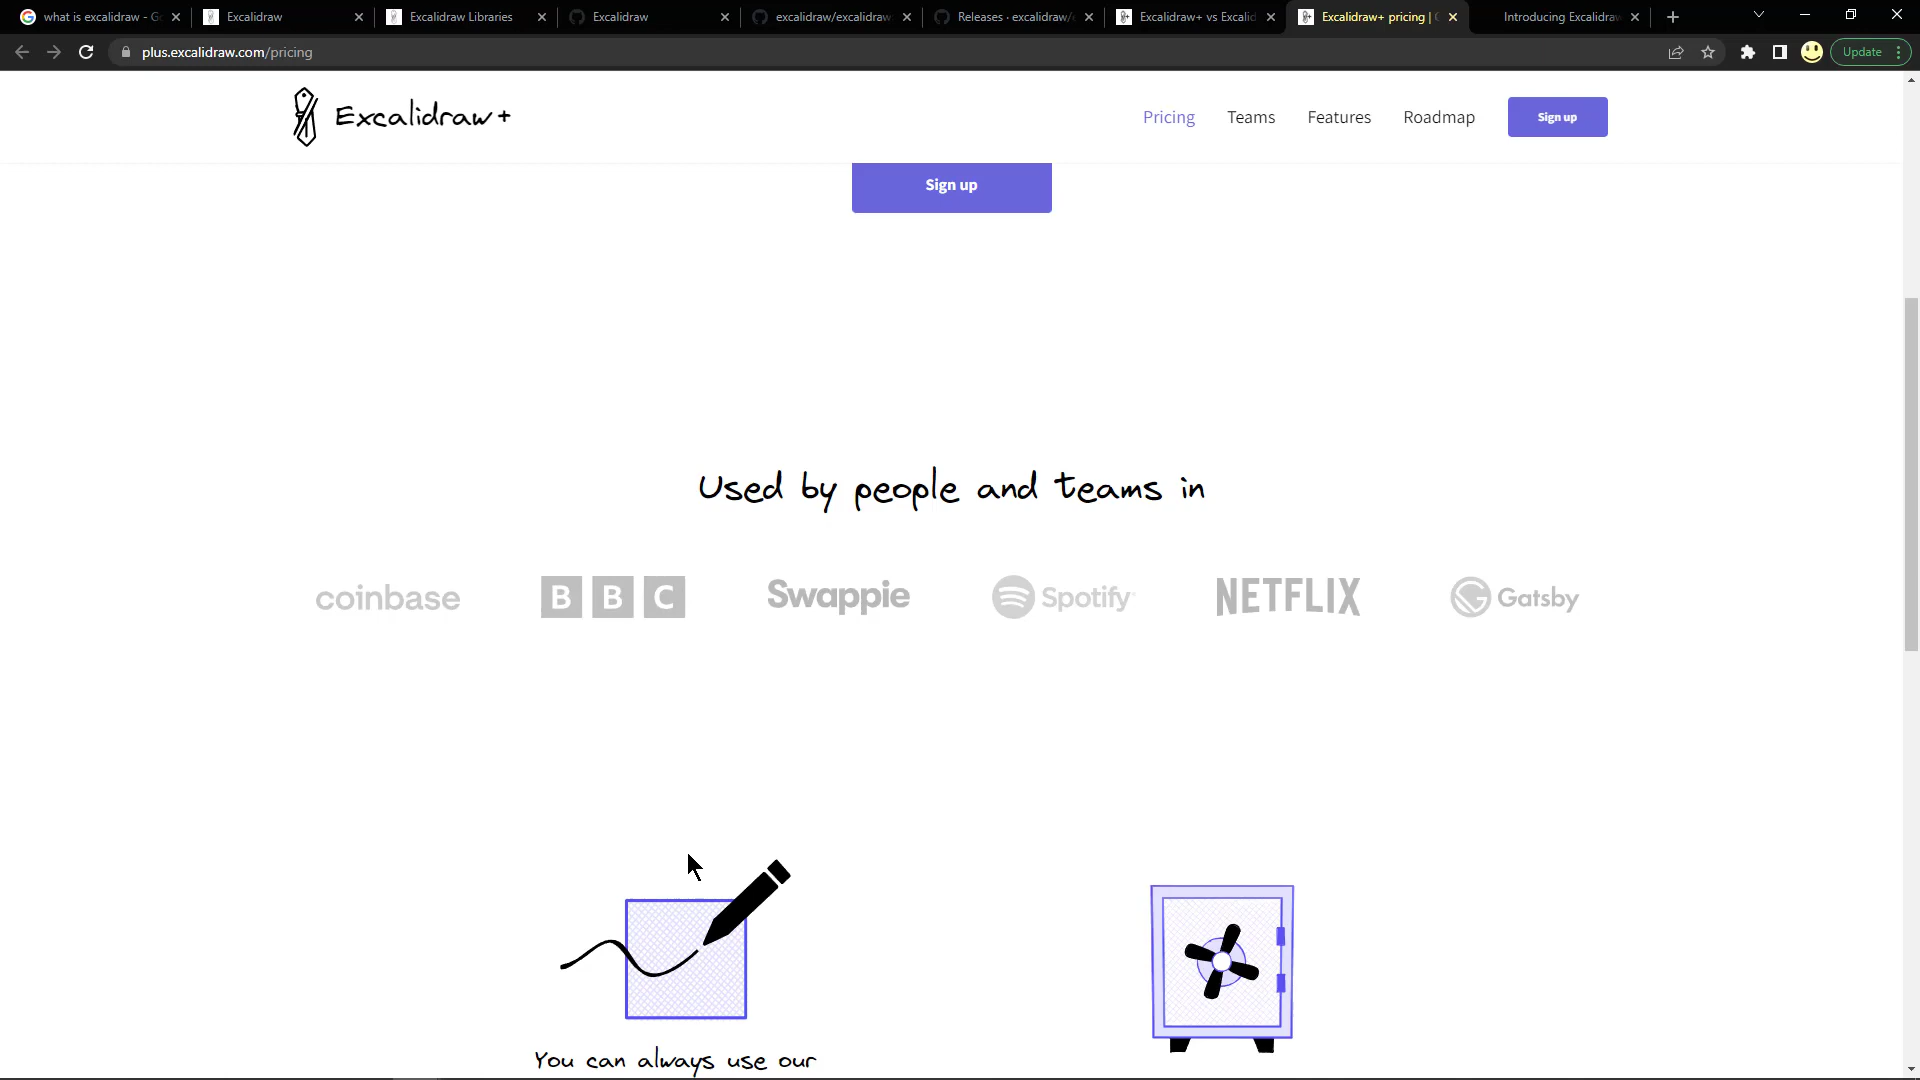 what is excalidraw - Go
Excalidraw
Excalidraw Libraries
Excalidraw
excalidraw/excalidraw:
Releases · excalidraw/e
Excalidraw+ vs Excalid
Excalidraw+ pricing |
Introducing Excalidraw
plus.excalidraw.com/pricing
Update
Excalidraw+
Pricing
Teams
Features
Roadmap
Sign up
Sign up
Used by people and teams in
coinbase
BBC
Swappie
Spotify
NETFLIX
Gatsby
You can always use our